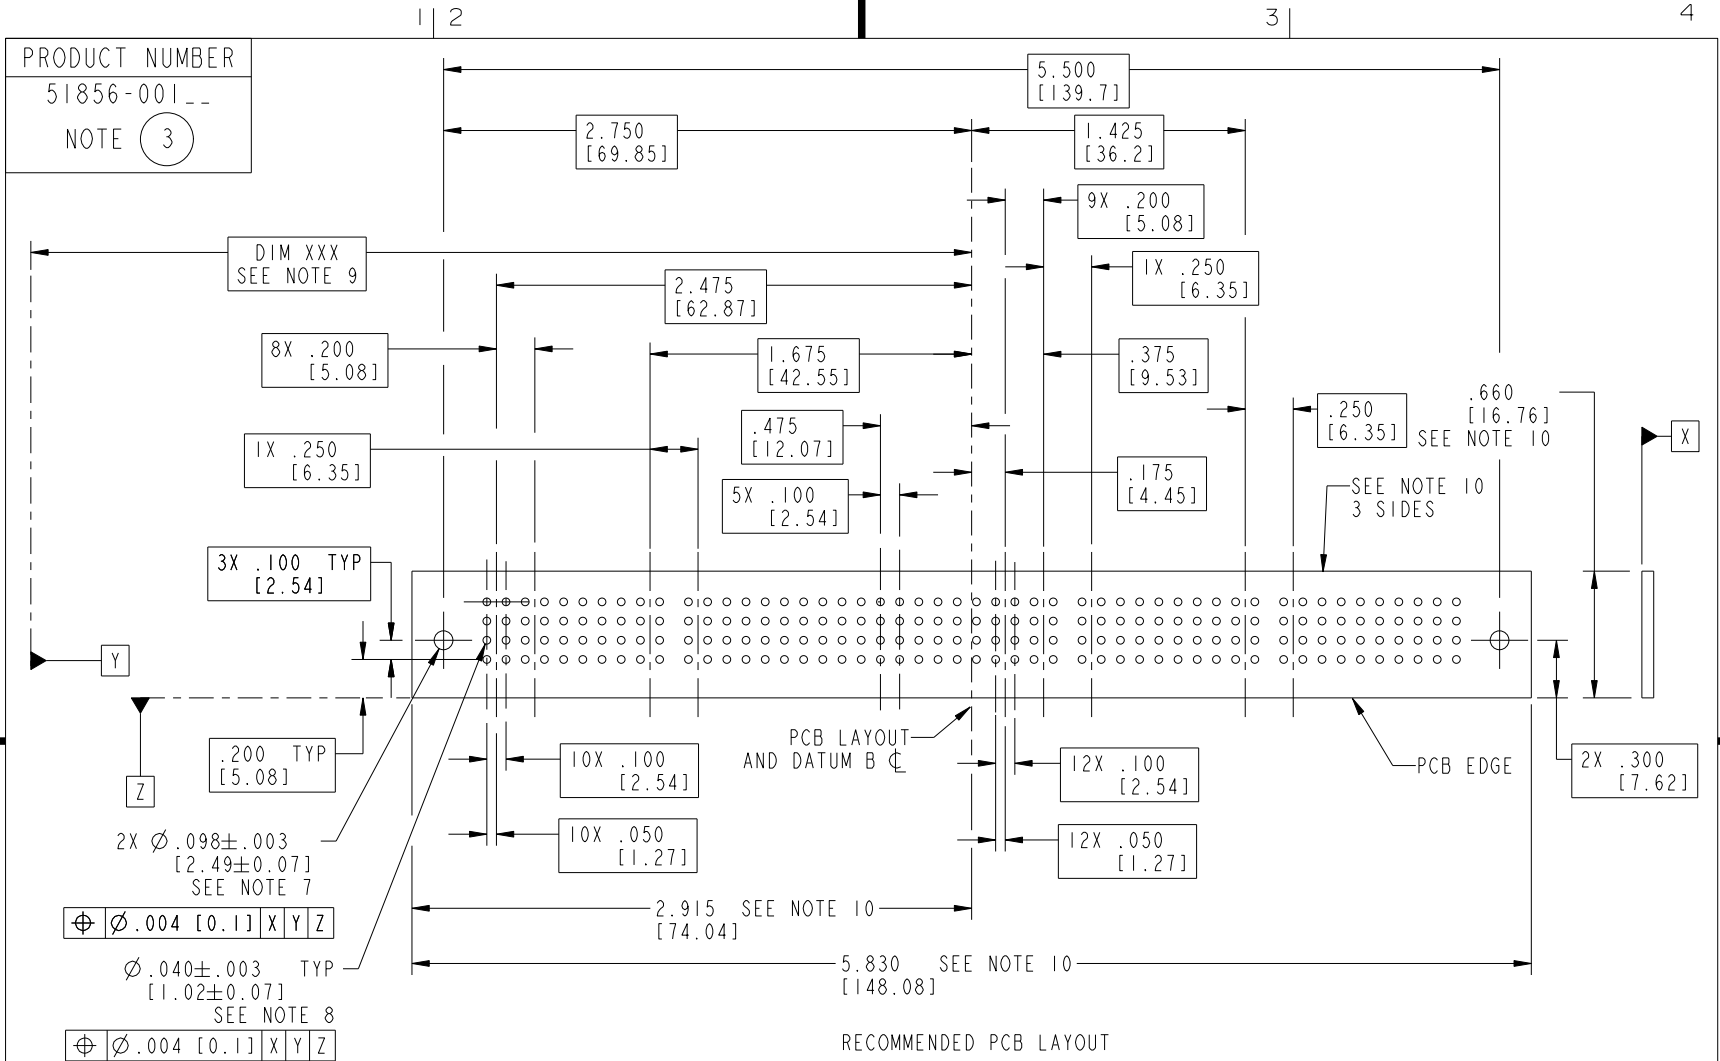 1 2 3 4
PRODUCT NUMBER
51856-001__
NOTE 3
5.500
[139.7]
2.750
[69.85]
1.425
[36.2]
9X .200
[5.08]
DIM XXX
SEE NOTE 9
1X .250
[6.35]
2.475
[62.87]
8X .200
[5.08]
1.675
[42.55]
.375
[9.53]
.250
[6.35]
.660
[16.76]
SEE NOTE 10
X
.475
[12.07]
1X .250
[6.35]
.175
[4.45]
5X .100
[2.54]
SEE NOTE 10
3 SIDES
3X .100 TYP
[2.54]
Y
.200 TYP
[5.08]
Z
PCB LAYOUT
AND DATUM B ℄
10X .100
[2.54]
12X .100
[2.54]
PCB EDGE
2X .300
[7.62]
10X .050
[1.27]
12X .050
[1.27]
2X Ø.098±.003
[2.49±0.07]
SEE NOTE 7
⌖ Ø.004 [0.1] X Y Z
2.915 SEE NOTE 10
[74.04]
Ø.040±.003 TYP
[1.02±0.07]
SEE NOTE 8
⌖ Ø.004 [0.1] X Y Z
5.830 SEE NOTE 10
[148.08]
RECOMMENDED PCB LAYOUT